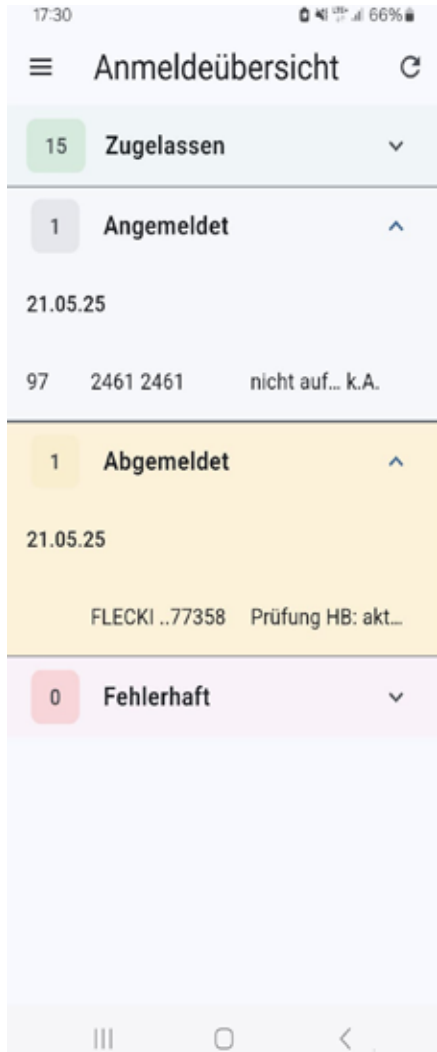 17:30 66%
Anmeldeübersicht
15 Zugelassen
1 Angemeldet
21.05.25
97 2461 2461 nicht auf... k.A.
1 Abgemeldet
21.05.25
FLECKI ..77358 Prüfung HB: akt...
0 Fehlerhaft